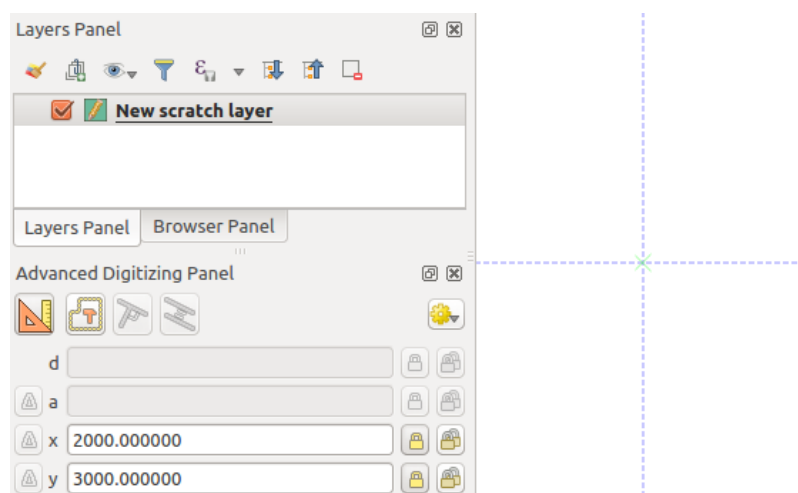 Layers Panel
New scratch layer
Layers Panel Browser Panel
Advanced Digitizing Panel
d
a
x 2000.000000
y 3000.000000